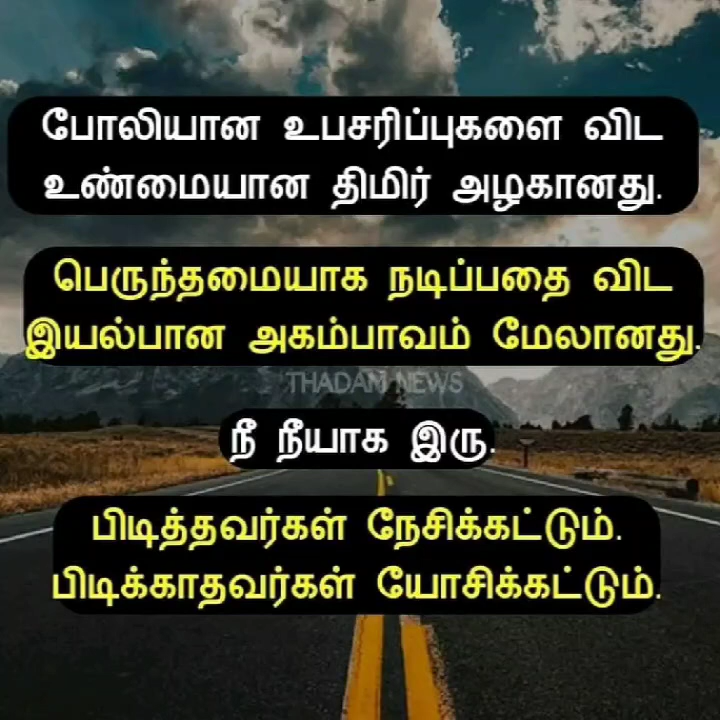 போலியான உபசரிப்புகளை விட
உண்மையான திமிர் அழகானது.
பெருந்தமையாக நடிப்பதை விட
இயல்பான அகம்பாவம் மேலானது.
THADAM NEWS
நீ நீயாக இரு.
பிடித்தவர்கள் நேசிக்கட்டும்.
பிடிக்காதவர்கள் யோசிக்கட்டும்.